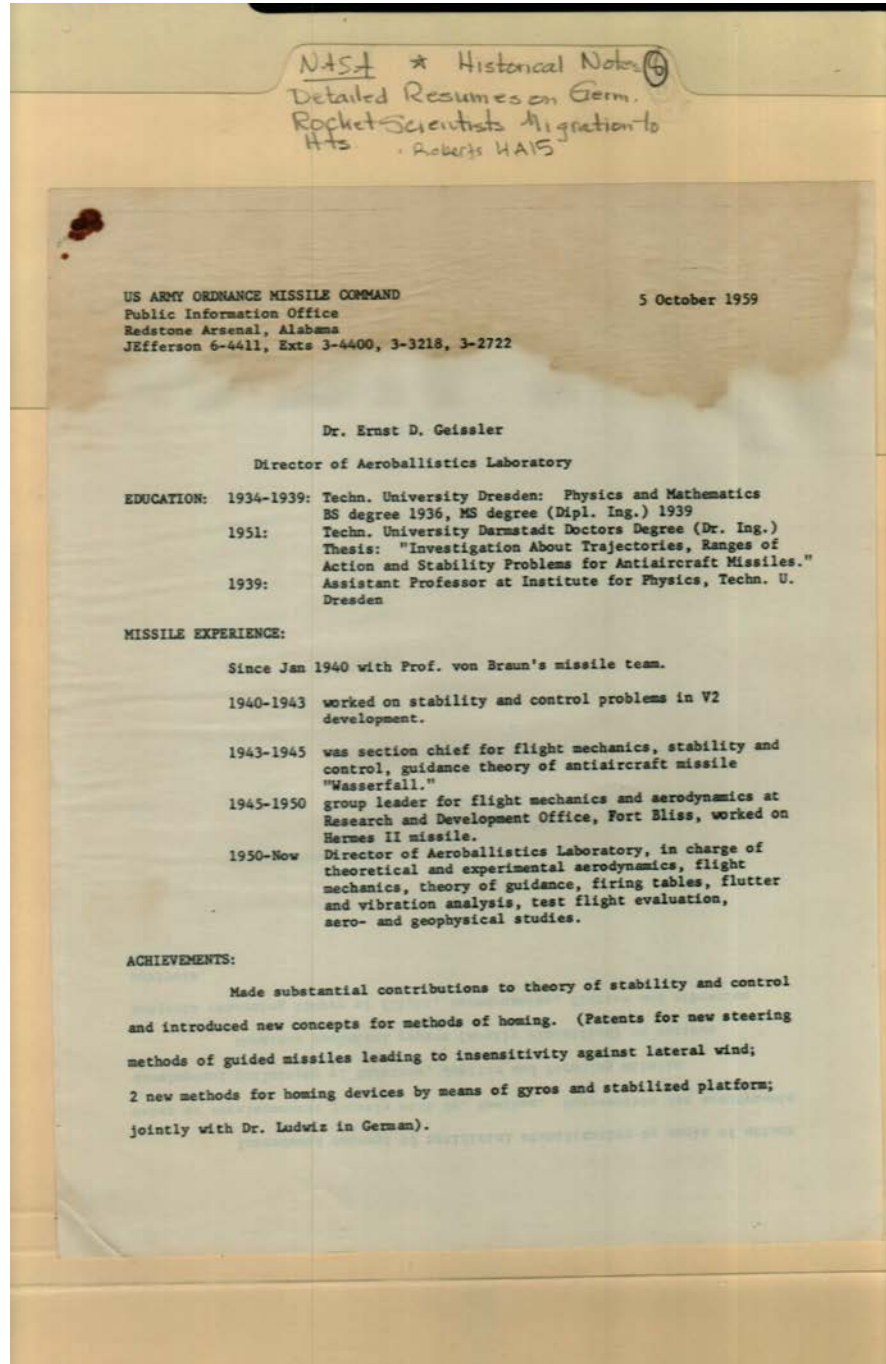 NASA * Historical Notes 4
Detailed Resumes on Germ.
Rocket Scientists Migration to
Hts . Roberts HA15
US ARMY ORDNANCE MISSILE COMMAND 5 October 1959
Public Information Office
Redstone Arsenal, Alabama
JEfferson 6-4411, Exts 3-4400, 3-3218, 3-2722
Dr. Ernst D. Geissler
Director of Aeroballistics Laboratory
EDUCATION: 1934-1939: Techn. University Dresden: Physics and Mathematics
BS degree 1936, MS degree (Dipl. Ing.) 1939
1951: Techn. University Darmstadt Doctors Degree (Dr. Ing.)
Thesis: "Investigation About Trajectories, Ranges of
Action and Stability Problems for Antiaircraft Missiles."
1939: Assistant Professor at Institute for Physics, Techn. U.
Dresden
MISSILE EXPERIENCE:
Since Jan 1940 with Prof. von Braun's missile team.
1940-1943 worked on stability and control problems in V2
development.
1943-1945 was section chief for flight mechanics, stability and
control, guidance theory of antiaircraft missile
"Wasserfall."
1945-1950 group leader for flight mechanics and aerodynamics at
Research and Development Office, Fort Bliss, worked on
Hermes II missile.
1950-Now Director of Aeroballistics Laboratory, in charge of
theoretical and experimental aerodynamics, flight
mechanics, theory of guidance, firing tables, flutter
and vibration analysis, test flight evaluation,
aero- and geophysical studies.
ACHIEVEMENTS:
Made substantial contributions to theory of stability and control
and introduced new concepts for methods of homing. (Patents for new steering
methods of guided missiles leading to insensitivity against lateral wind;
2 new methods for homing devices by means of gyros and stabilized platform;
jointly with Dr. Ludwiz in German).